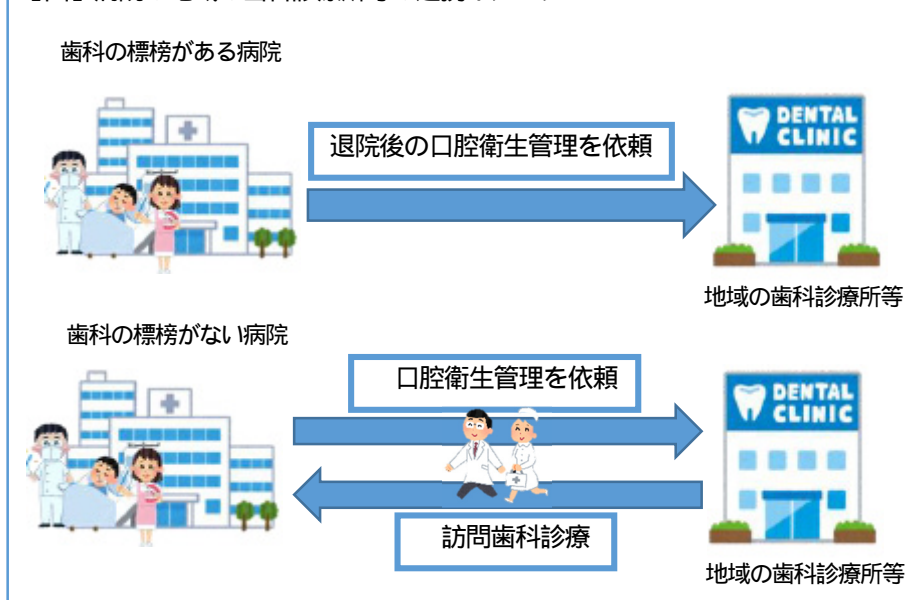 歯科の標榜がある病院
退院後の口腔衛生管理を依頼
DENTAL
CLINIC
地域の歯科診療所等
歯科の標榜がない病院
口腔衛生管理を依頼
DENTAL
CLINIC
訪問歯科診療
地域の歯科診療所等